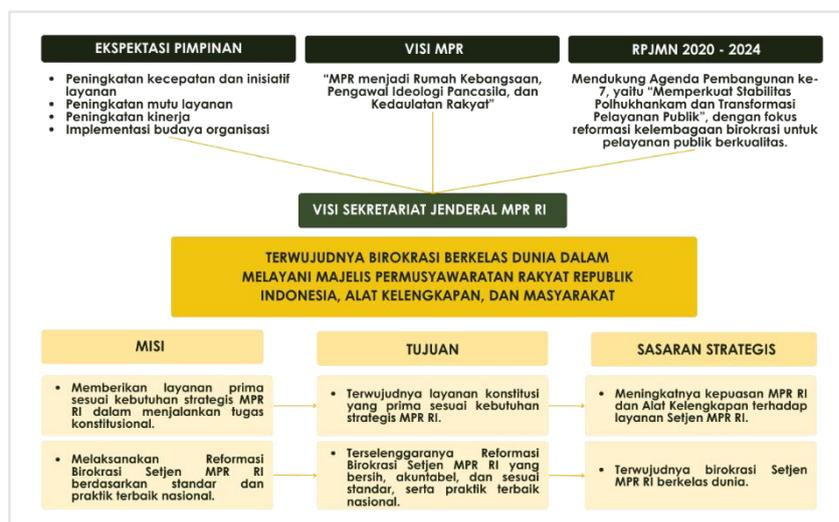 EKSPEKTASI PIMPINAN
• Peningkatan kecepatan dan inisiatif
layanan
• Peningkatan mutu layanan
• Peningkatan kinerja
• Implementasi budaya organisasi
VISI MPR
"MPR menjadi Rumah Kebangsaan,
Pengawal Ideologi Pancasila, dan
Kedaulatan Rakyat"
RPJMN 2020 - 2024
Mendukung Agenda Pembangunan ke-
7, yaitu "Memperkuat Stabilitas
Polhukhankam dan Transformasi
Pelayanan Publik", dengan fokus
reformasi kelembagaan birokrasi untuk
pelayanan publik berkualitas.
VISI SEKRETARIAT JENDERAL MPR RI
TERWUJUDNYA BIROKRASI BERKELAS DUNIA DALAM
MELAYANI MAJELIS PERMUSYAWARATAN RAKYAT REPUBLIK
INDONESIA, ALAT KELENGKAPAN, DAN MASYARAKAT
MISI
TUJUAN
SASARAN STRATEGIS
• Memberikan layanan prima
sesuai kebutuhan strategis MPR
RI dalam menjalankan tugas
konstitusional.
• Terwujudnya layanan konstitusi
yang prima sesuai kebutuhan
strategis MPR RI.
• Meningkatnya kepuasan MPR RI
dan Alat Kelengkapan terhadap
layanan Setjen MPR RI.
• Melaksanakan Reformasi
Birokrasi Setjen MPR RI
berdasarkan standar dan
praktik terbaik nasional.
• Terselenggaranya Reformasi
Birokrasi Setjen MPR RI yang
bersih, akuntabel, dan sesuai
standar, serta praktik terbaik
nasional.
• Terwujudnya birokrasi Setjen
MPR RI berkelas dunia.